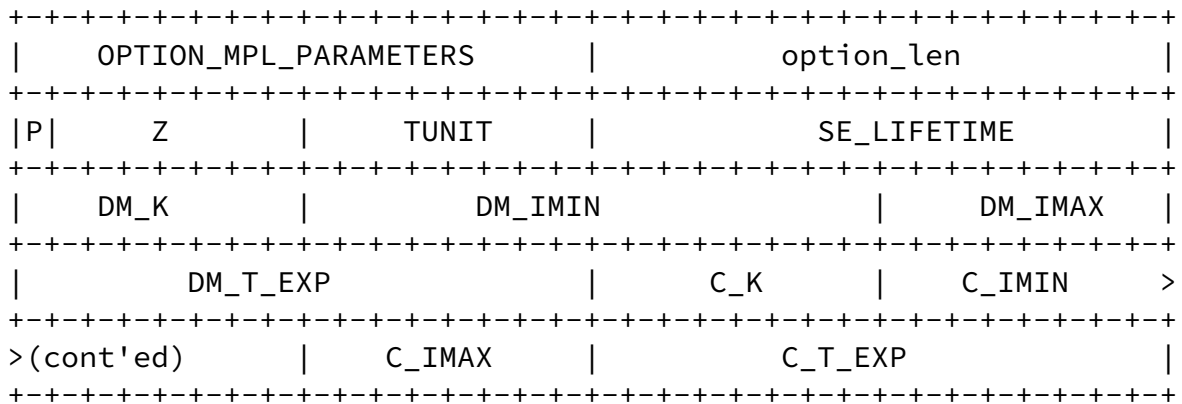 +-+-+-+-+-+-+-+-+-+-+-+-+-+-+-+-+-+-+-+-+-+-+-+-+-+-+-+-+-+-+-+-+
|    OPTION_MPL_PARAMETERS      |          option_len           |
+-+-+-+-+-+-+-+-+-+-+-+-+-+-+-+-+-+-+-+-+-+-+-+-+-+-+-+-+-+-+-+-+
|P|     Z       |     TUNIT     |            SE_LIFETIME        |
+-+-+-+-+-+-+-+-+-+-+-+-+-+-+-+-+-+-+-+-+-+-+-+-+-+-+-+-+-+-+-+-+
|    DM_K       |         DM_IMIN               |     DM_IMAX   |
+-+-+-+-+-+-+-+-+-+-+-+-+-+-+-+-+-+-+-+-+-+-+-+-+-+-+-+-+-+-+-+-+
|         DM_T_EXP              |      C_K      |    C_IMIN     >
+-+-+-+-+-+-+-+-+-+-+-+-+-+-+-+-+-+-+-+-+-+-+-+-+-+-+-+-+-+-+-+-+
>(cont'ed)      |    C_IMAX     |          C_T_EXP              |
+-+-+-+-+-+-+-+-+-+-+-+-+-+-+-+-+-+-+-+-+-+-+-+-+-+-+-+-+-+-+-+-+